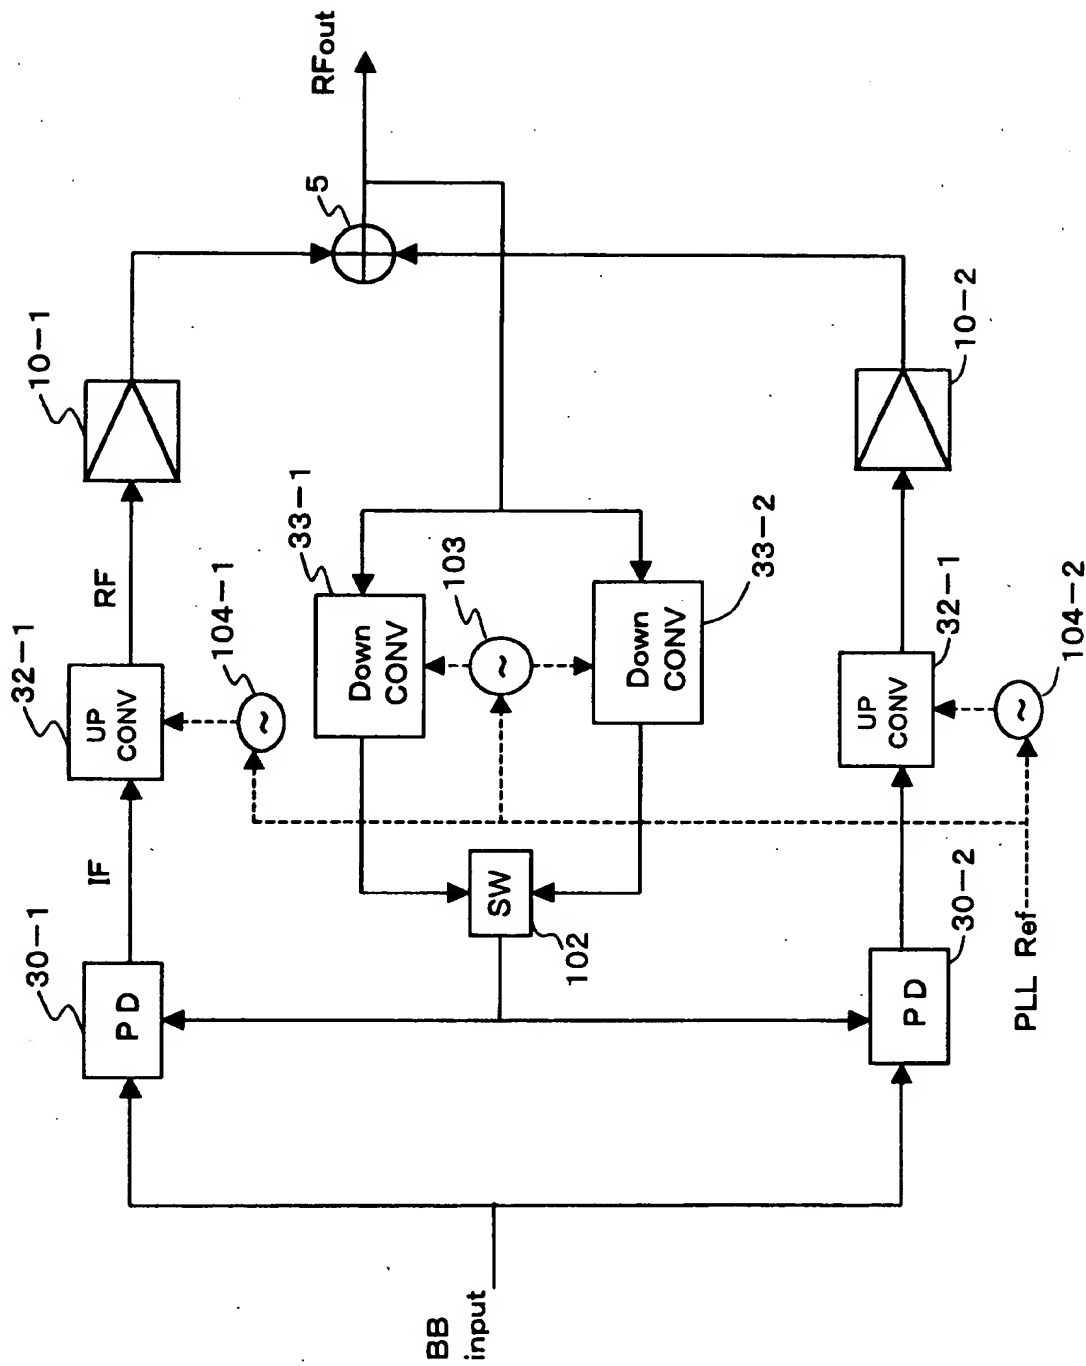 BB
input
30-1
PD
IF
32-1
UP
CONV
RF
10-1
104-1
~
33-1
Down
CONV
103
~
5
RFout
SW
102
Down
CONV
33-2
PD
30-2
UP
CONV
32-1
10-2
PLL Ref
~
104-2